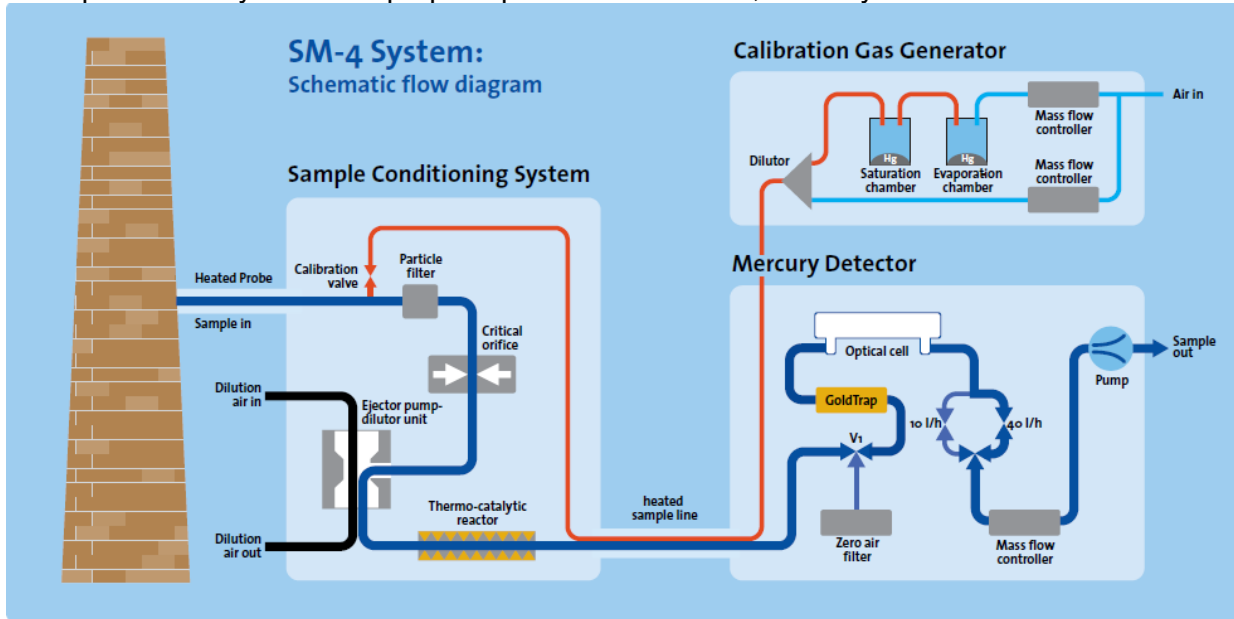 SM-4 System:
Schematic flow diagram
Calibration Gas Generator
Air in
Mass flow
controller
Dilutor
Hg
Hg
Saturation
chamber
Evaporation
chamber
Mass flow
controller
Sample Conditioning System
Heated Probe
Sample in
Calibration
valve
Particle
filter
Critical
orifice
Dilution
air in
Ejector pump-
dilutor unit
Thermo-catalytic
reactor
Dilution
air out
heated
sample line
Mercury Detector
Optical cell
GoldTrap
V1
Zero air
filter
10 l/h
40 l/h
Mass flow
controller
Pump
Sample
out